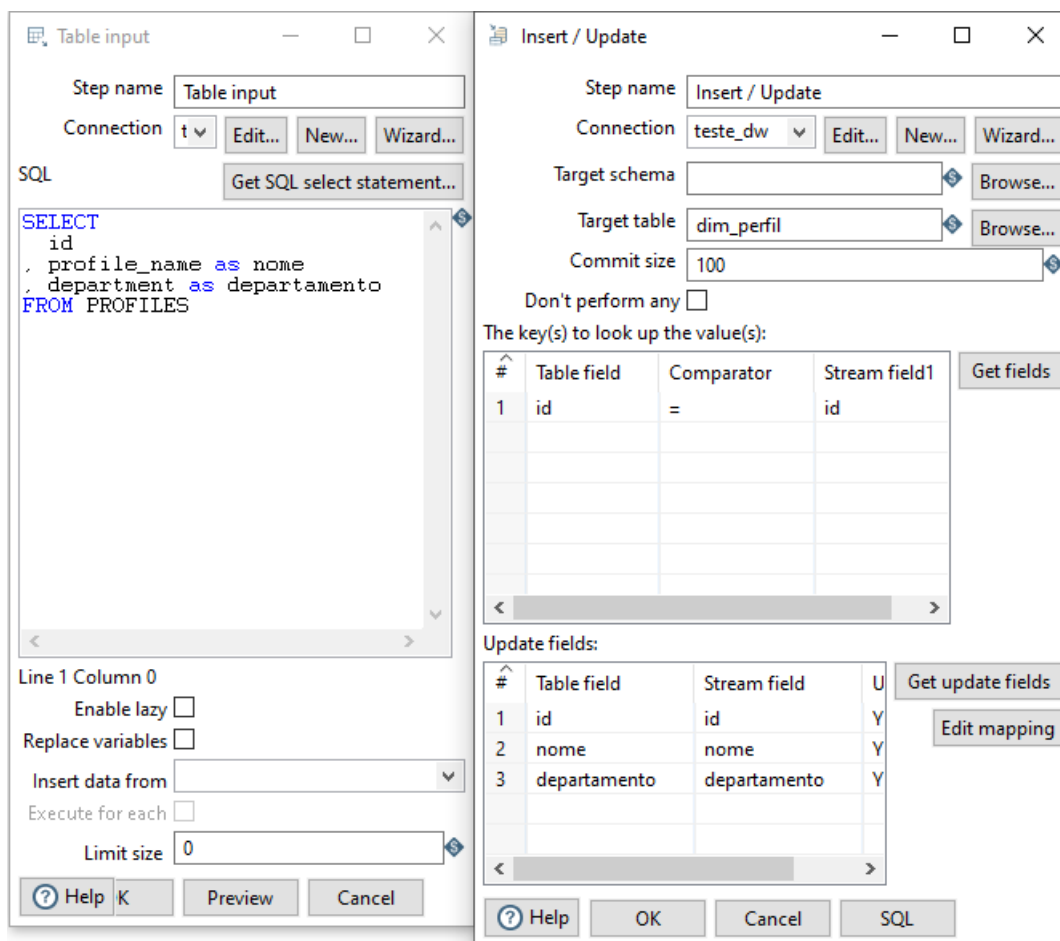 Table input
Step name Table input
Connection t Edit... New... Wizard...
SQL Get SQL select statement...
SELECT
id
, profile_name as nome
, department as departamento
FROM PROFILES
Line 1 Column 0
Enable lazy
Replace variables
Insert data from
Execute for each
Limit size 0
Help K Preview Cancel
Insert / Update
Step name Insert / Update
Connection teste_dw Edit... New... Wizard...
Target schema Browse...
Target table dim_perfil Browse...
Commit size 100
Don't perform any
The key(s) to look up the value(s):
# Table field Comparator Stream field1 Get fields
1 id = id
Update fields:
# Table field Stream field U Get update fields
1 id id Y
Edit mapping
2 nome nome Y
3 departamento departamento Y
Help OK Cancel SQL